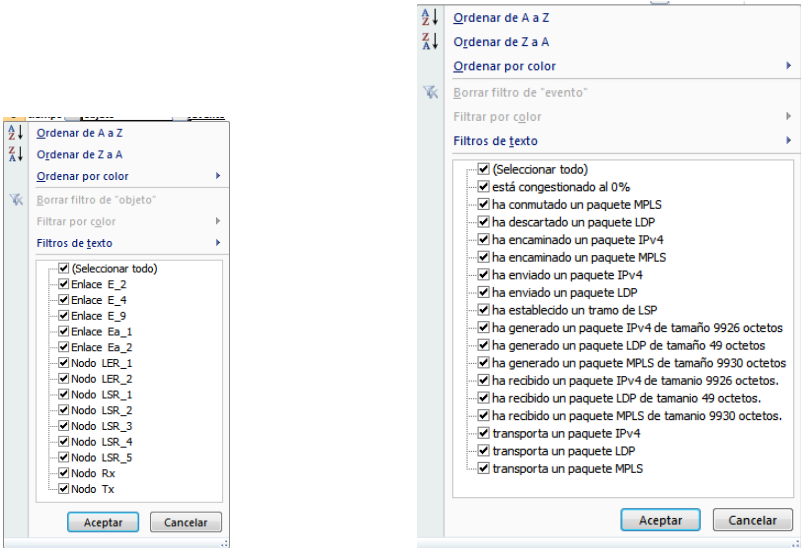 Ordenar de A a Z
Ordenar de Z a A
Ordenar por color
Borrar filtro de "objeto"
Filtrar por color
Filtros de texto
(Seleccionar todo)
Enlace E_2
Enlace E_4
Enlace E_9
Enlace Ea_1
Enlace Ea_2
Nodo LER_1
Nodo LER_2
Nodo LSR_1
Nodo LSR_2
Nodo LSR_3
Nodo LSR_4
Nodo LSR_5
Nodo Rx
Nodo Tx
Aceptar
Cancelar
Ordenar de A a Z
Ordenar de Z a A
Ordenar por color
Borrar filtro de "evento"
Filtrar por color
Filtros de texto
(Seleccionar todo)
está congestionado al 0%
ha conmutado un paquete MPLS
ha descartado un paquete LDP
ha encaminado un paquete IPv4
ha encaminado un paquete MPLS
ha enviado un paquete IPv4
ha enviado un paquete LDP
ha establecido un tramo de LSP
ha generado un paquete IPv4 de tamaño 9926 octetos
ha generado un paquete LDP de tamaño 49 octetos
ha generado un paquete MPLS de tamaño 9930 octetos
ha recibido un paquete IPv4 de tamanio 9926 octetos.
ha recibido un paquete LDP de tamanio 49 octetos.
ha recibido un paquete MPLS de tamanio 9930 octetos.
transporta un paquete IPv4
transporta un paquete LDP
transporta un paquete MPLS
Aceptar
Cancelar